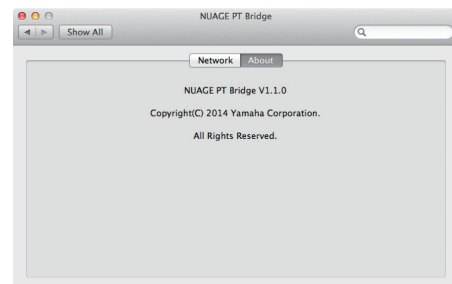 NUAGE PT Bridge
Show All
Network About
NUAGE PT Bridge V1.1.0
Copyright(C) 2014 Yamaha Corporation.
All Rights Reserved.